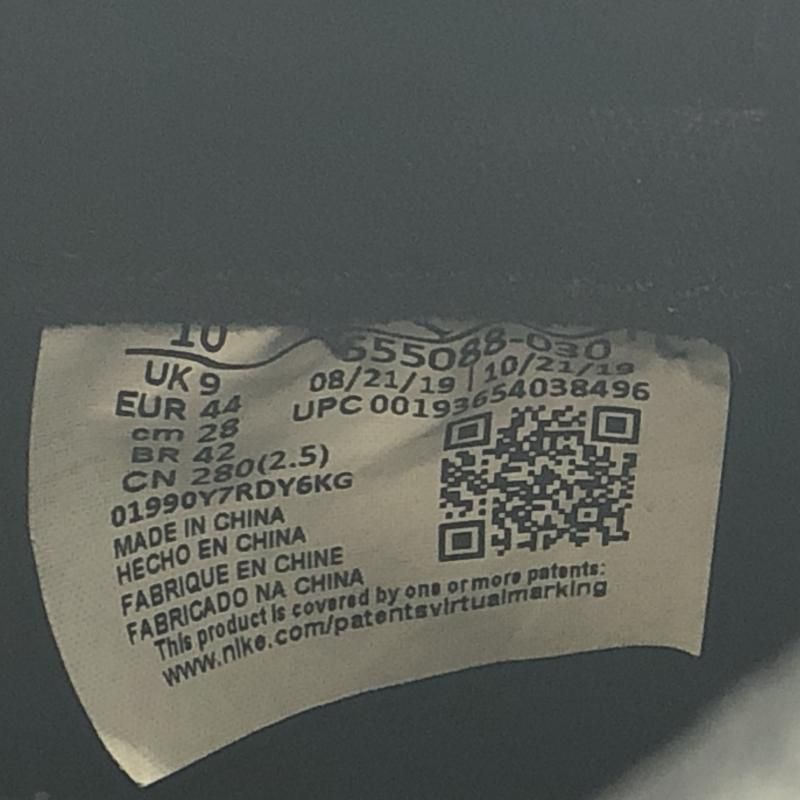 10
UK 9
EUR 44
cm 28
BR 42
CN 280(2.5)
01990Y7RDY6KG
555088-030
08/21/19 | 10/21/19
UPC 00193654038496
MADE IN CHINA
HECHO EN CHINA
FABRIQUE EN CHINE
FABRICADO NA CHINA
This product is covered by one or more patents:
www.nike.com/patentsvirtualmarking